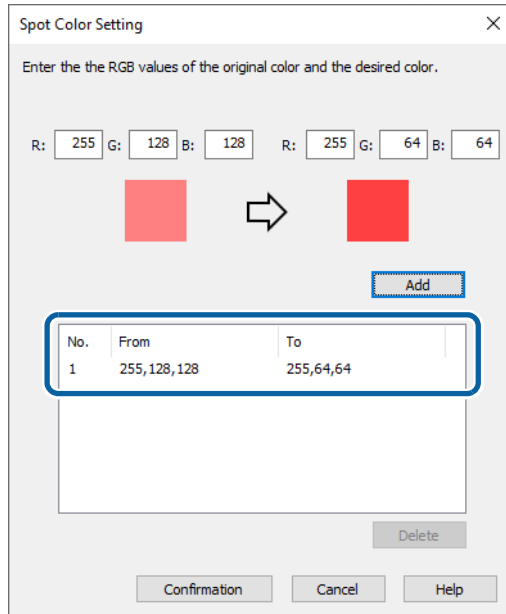 Spot Color Setting
Enter the the RGB values of the original color and the desired color.
R: 255 G: 128 B: 128 R: 255 G: 64 B: 64
Add
No. From To
1 255,128,128 255,64,64
Delete
Confirmation Cancel Help